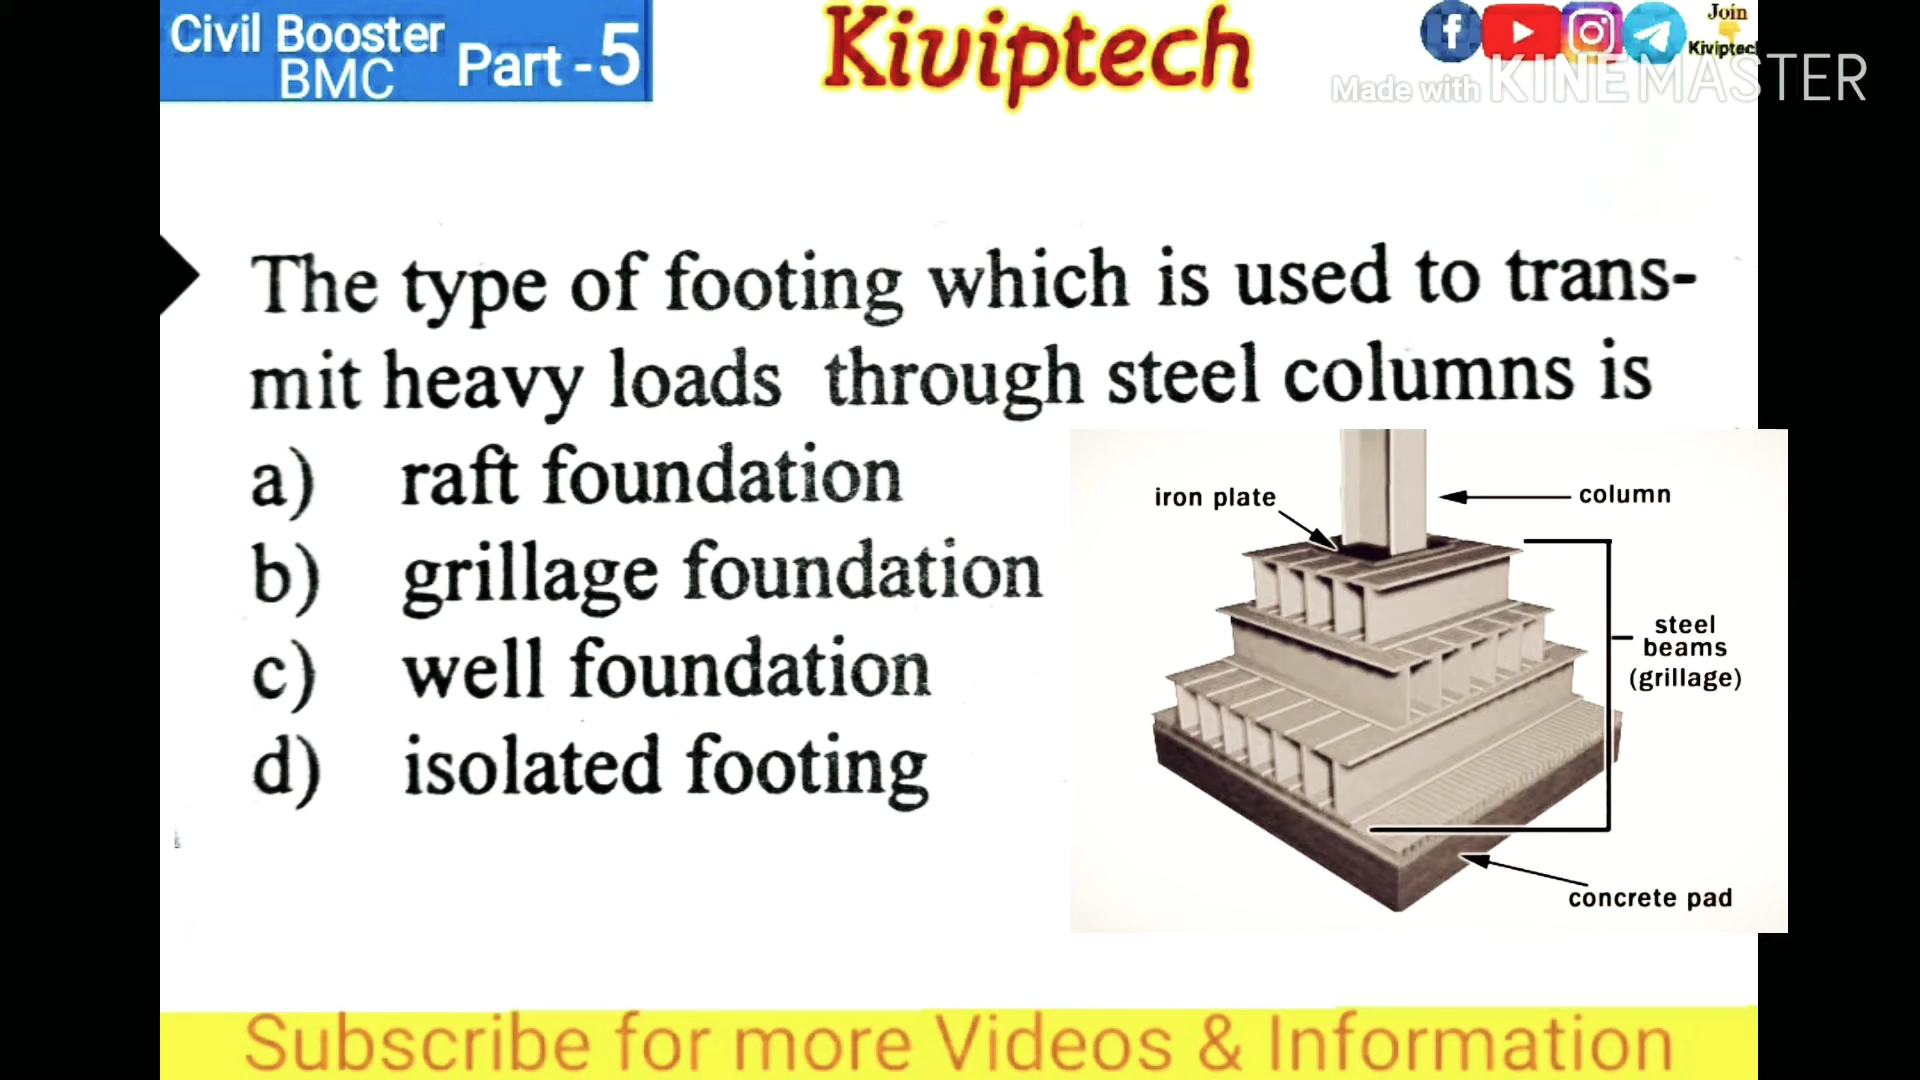 Civil Booster
BMC
Part - 5
Kiviptech
Join
Kiviptec
Made with KINEMASTER
The type of footing which is used to trans-
mit heavy loads through steel columns is
a) raft foundation
b) grillage foundation
c) well foundation
d) isolated footing
iron plate
column
steel
beams
(grillage)
concrete pad
Subscribe for more Videos & Information